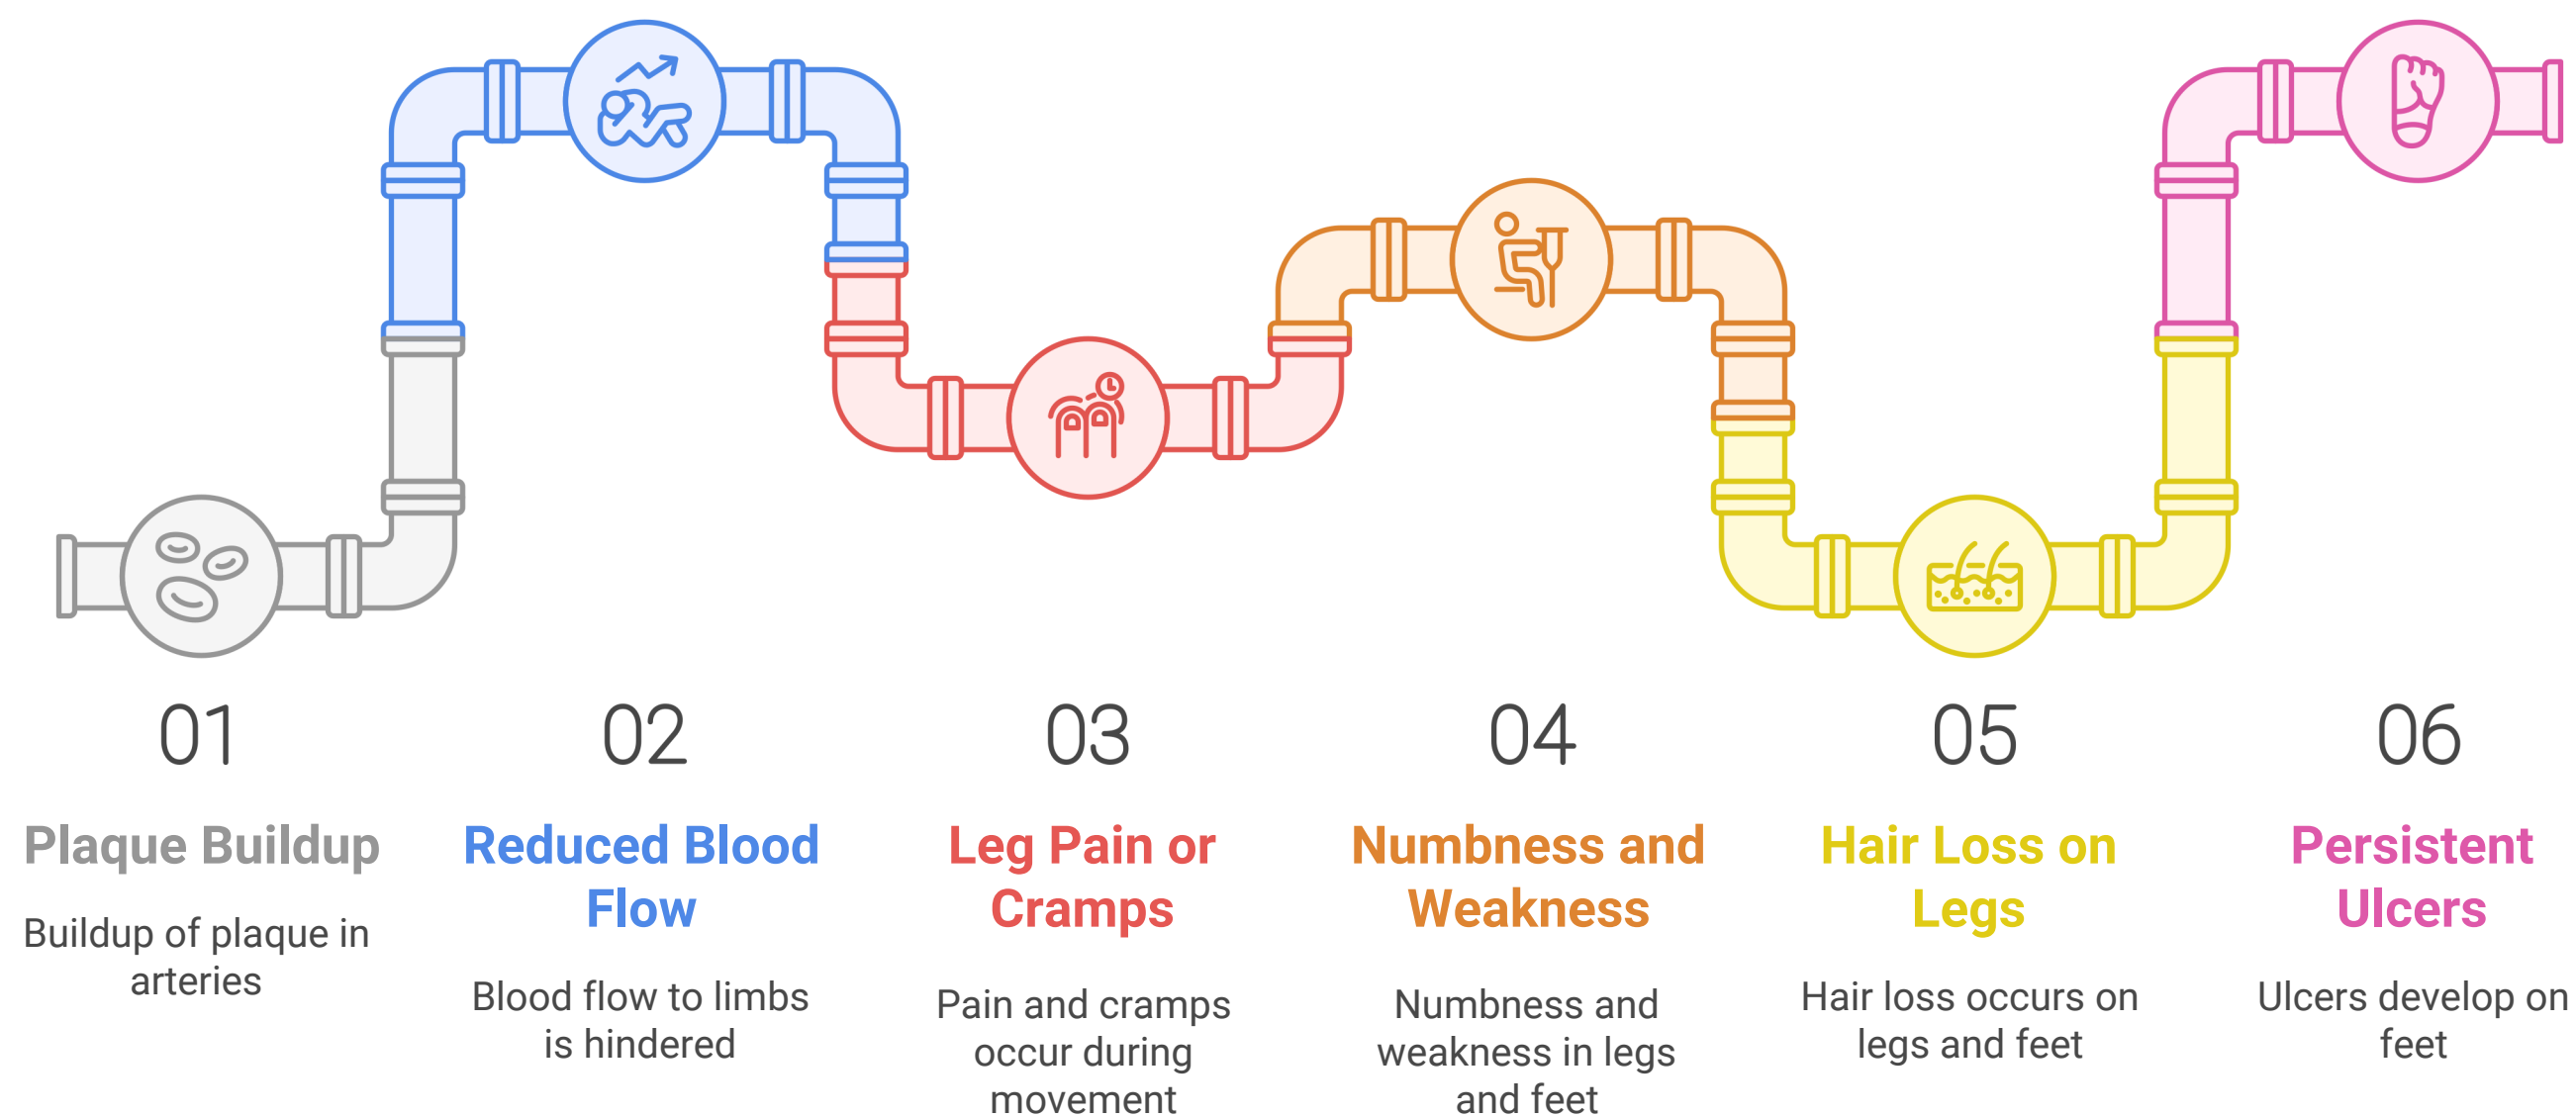 01
Plaque Buildup
Buildup of plaque in
arteries
02
Reduced Blood
Flow
Blood flow to limbs
is hindered
03
Leg Pain or
Cramps
Pain and cramps
occur during
movement
04
Numbness and
Weakness
Numbness and
weakness in legs
and feet
05
Hair Loss on
Legs
Hair loss occurs on
legs and feet
06
Persistent
Ulcers
Ulcers develop on
feet